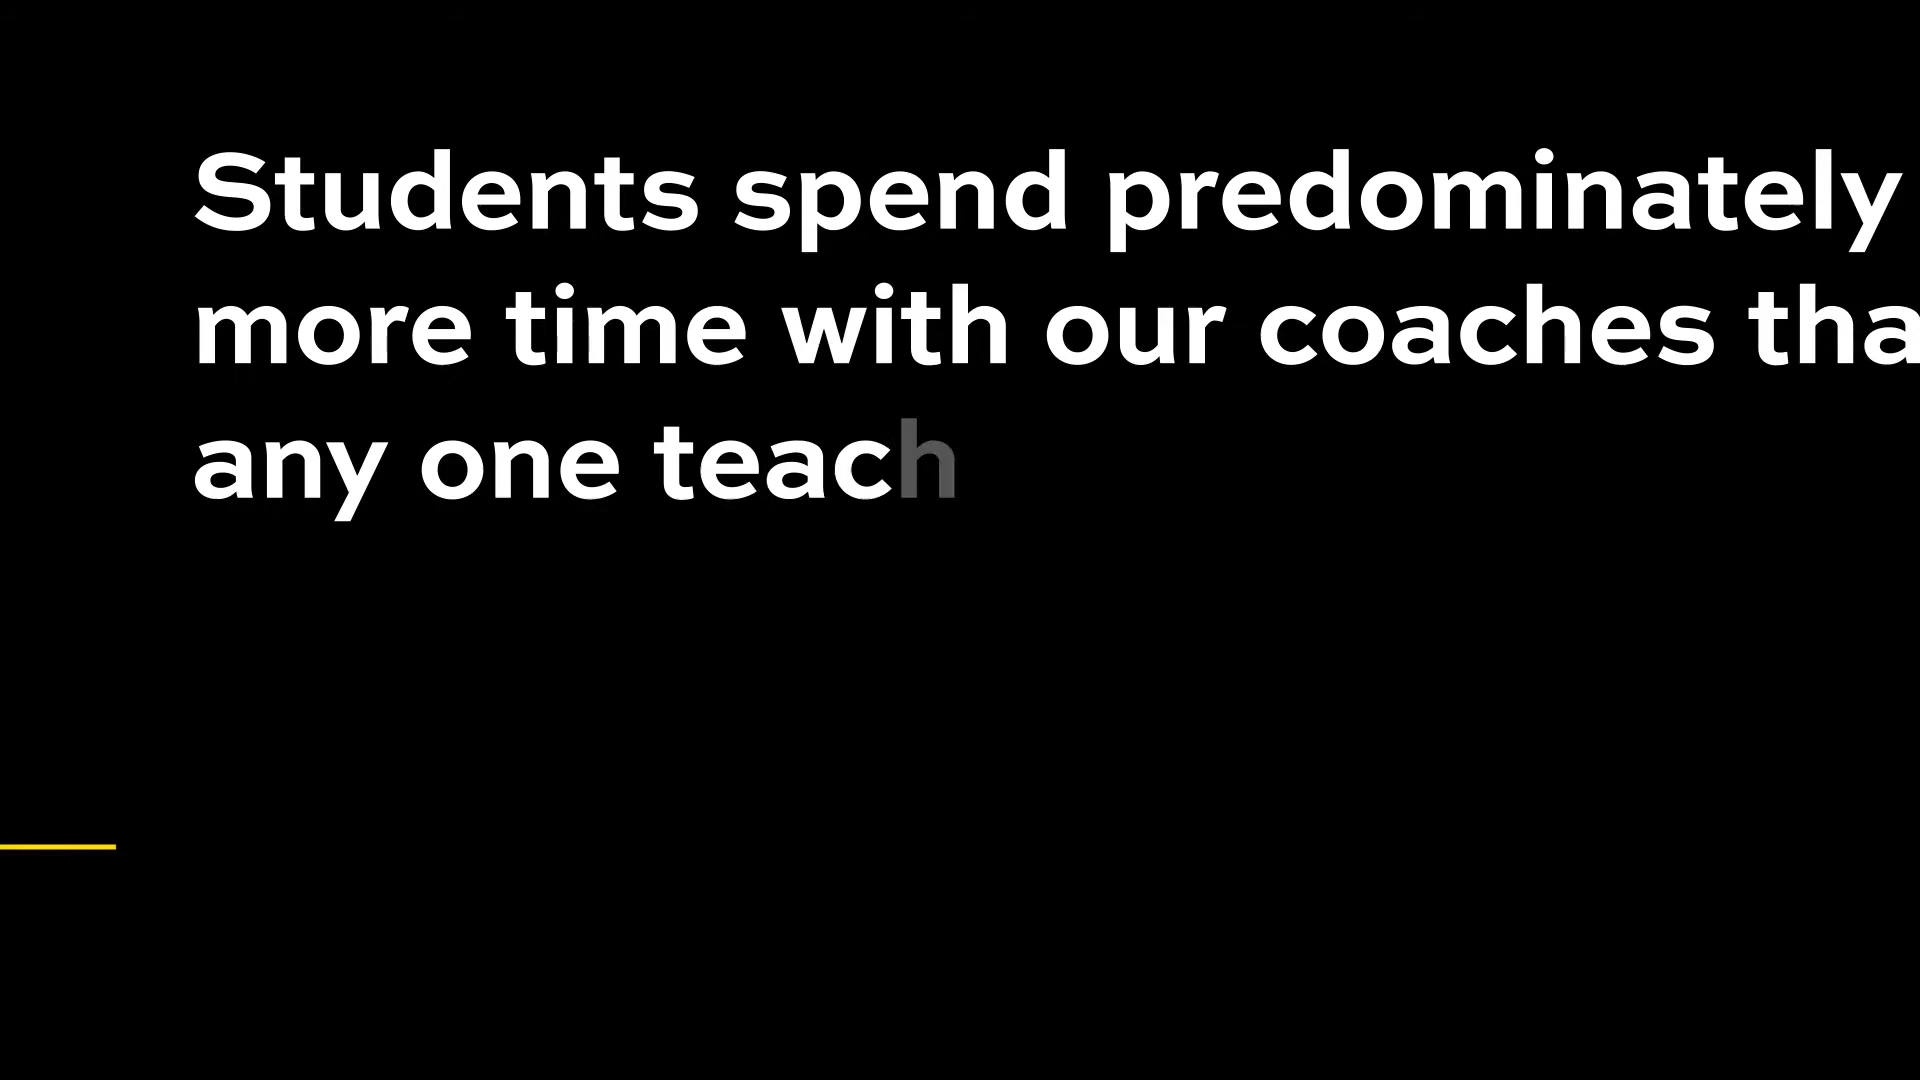 Students spend predominately
more time with our coaches tha
any one teach